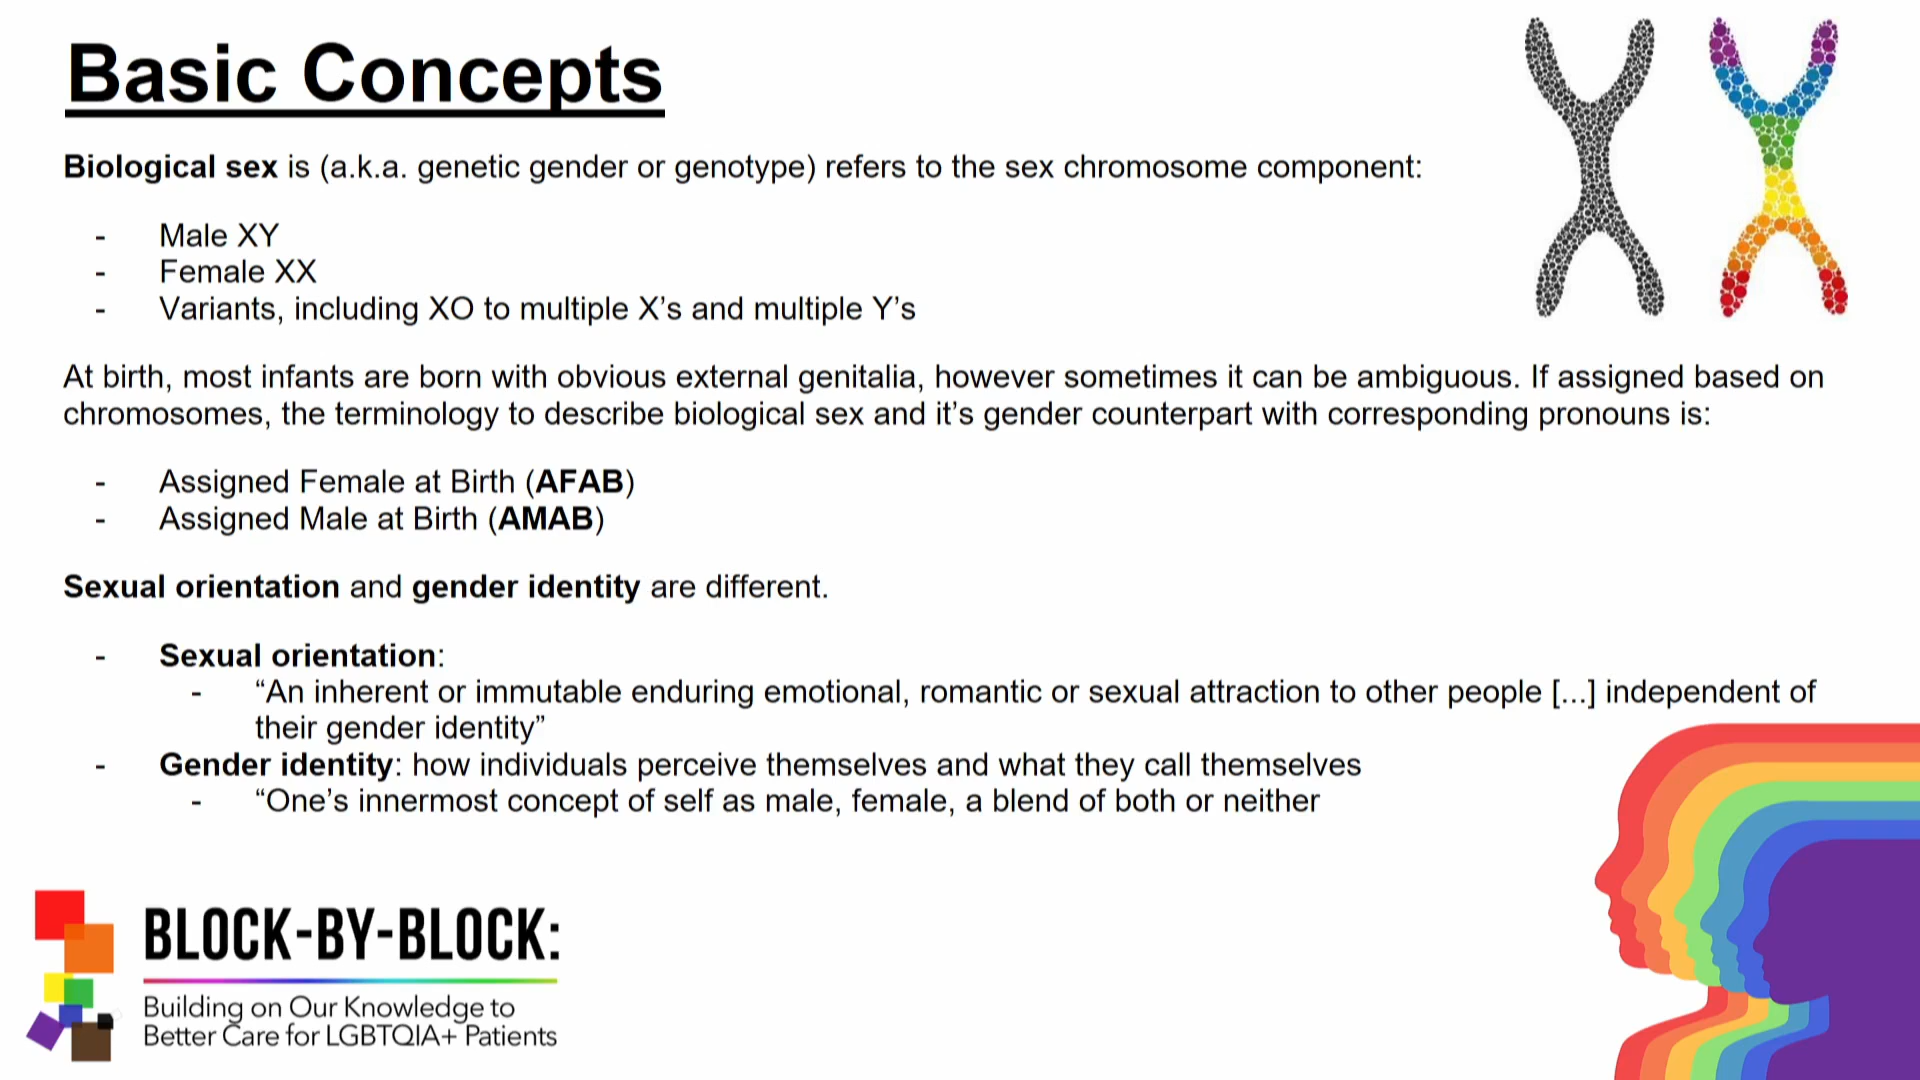 Basic Concepts
Biological sex is (a.k.a. genetic gender or genotype) refers to the sex chromosome component:
- Male XY
- Female XX
- Variants, including XO to multiple X’s and multiple Y’s
At birth, most infants are born with obvious external genitalia, however sometimes it can be ambiguous. If assigned based on
chromosomes, the terminology to describe biological sex and it’s gender counterpart with corresponding pronouns is:
- Assigned Female at Birth (AFAB)
- Assigned Male at Birth (AMAB)
Sexual orientation and gender identity are different.
- Sexual orientation:
- “An inherent or immutable enduring emotional, romantic or sexual attraction to other people [...] independent of
their gender identity”
- Gender identity: how individuals perceive themselves and what they call themselves
- “One’s innermost concept of self as male, female, a blend of both or neither
BLOCK-BY-BLOCK:
Building on Our Knowledge to
Better Care for LGBTQIA+ Patients